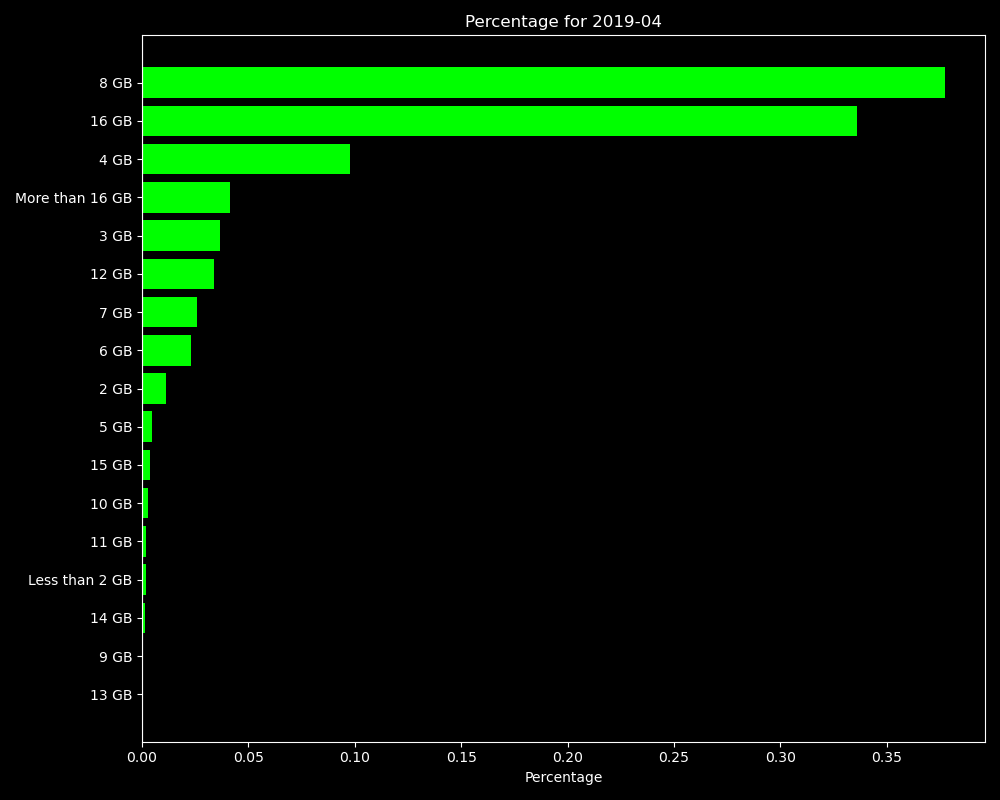 Percentage for 2019-04
8 GB
16 GB
4 GB
More than 16 GB
3 GB
12 GB
7 GB
6 GB
2 GB
5 GB
15 GB
10 GB
11 GB
Less than 2 GB
14 GB
9 GB
13 GB
0.00 0.05 0.10 0.15 0.20 0.25 0.30 0.35
Percentage